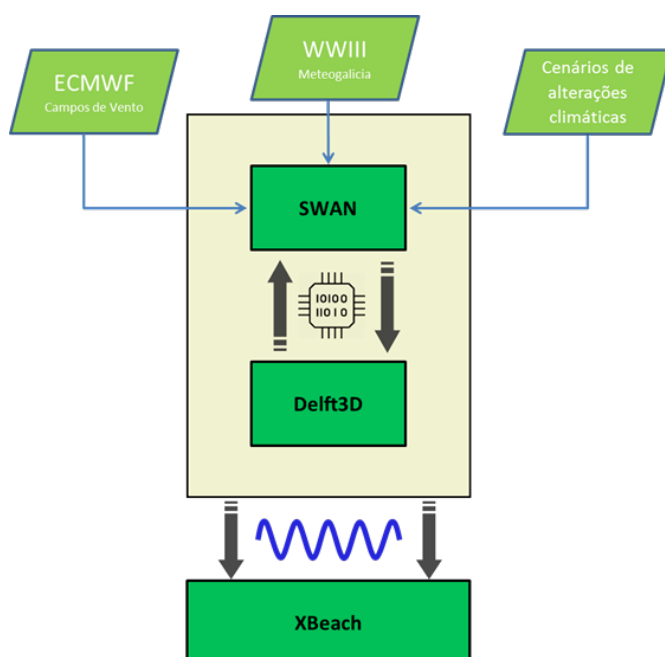 ECMWF
Campos de Vento
WWIII
Meteogalicia
Cenários de
alterações
climáticas
SWAN
10100
11010
Delft3D
XBeach